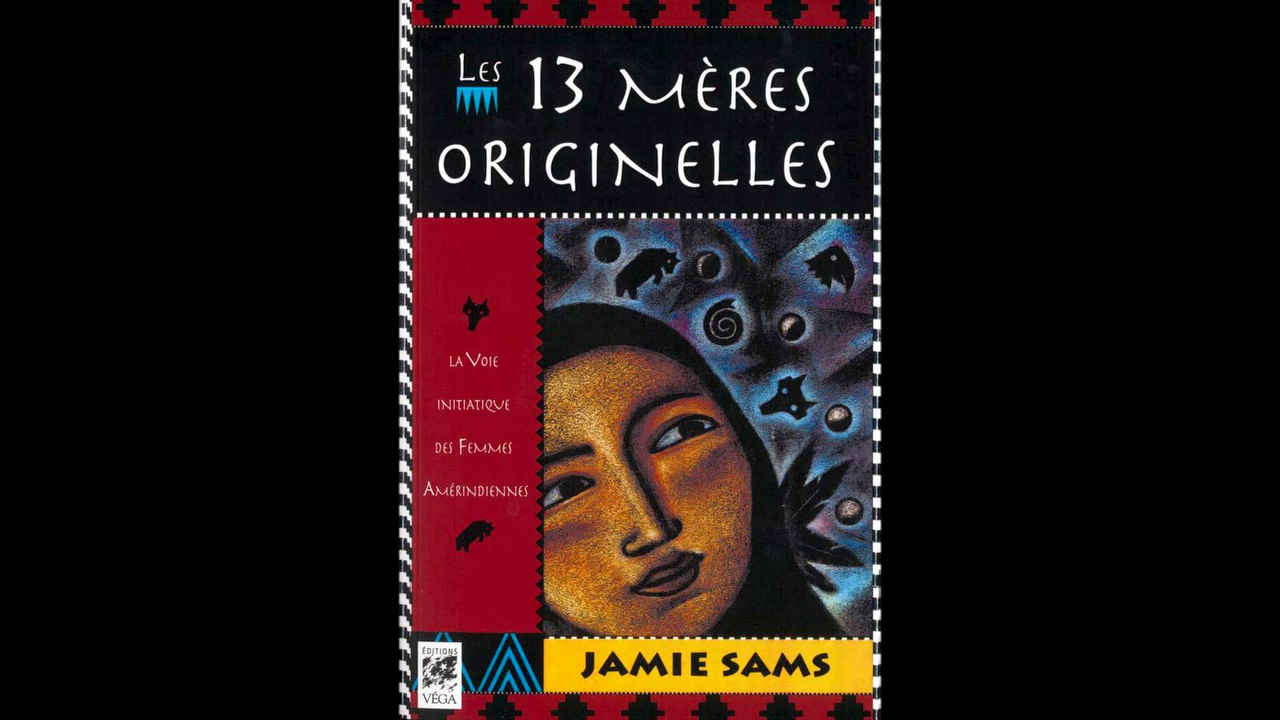 Les 13 MÈRES
ORIGINELLES
LA VOIE
INITIATIQUE
DES FEMMES
AMÉRINDIENNES
ÉDITIONS
VÉGA
JAMIE SAMS